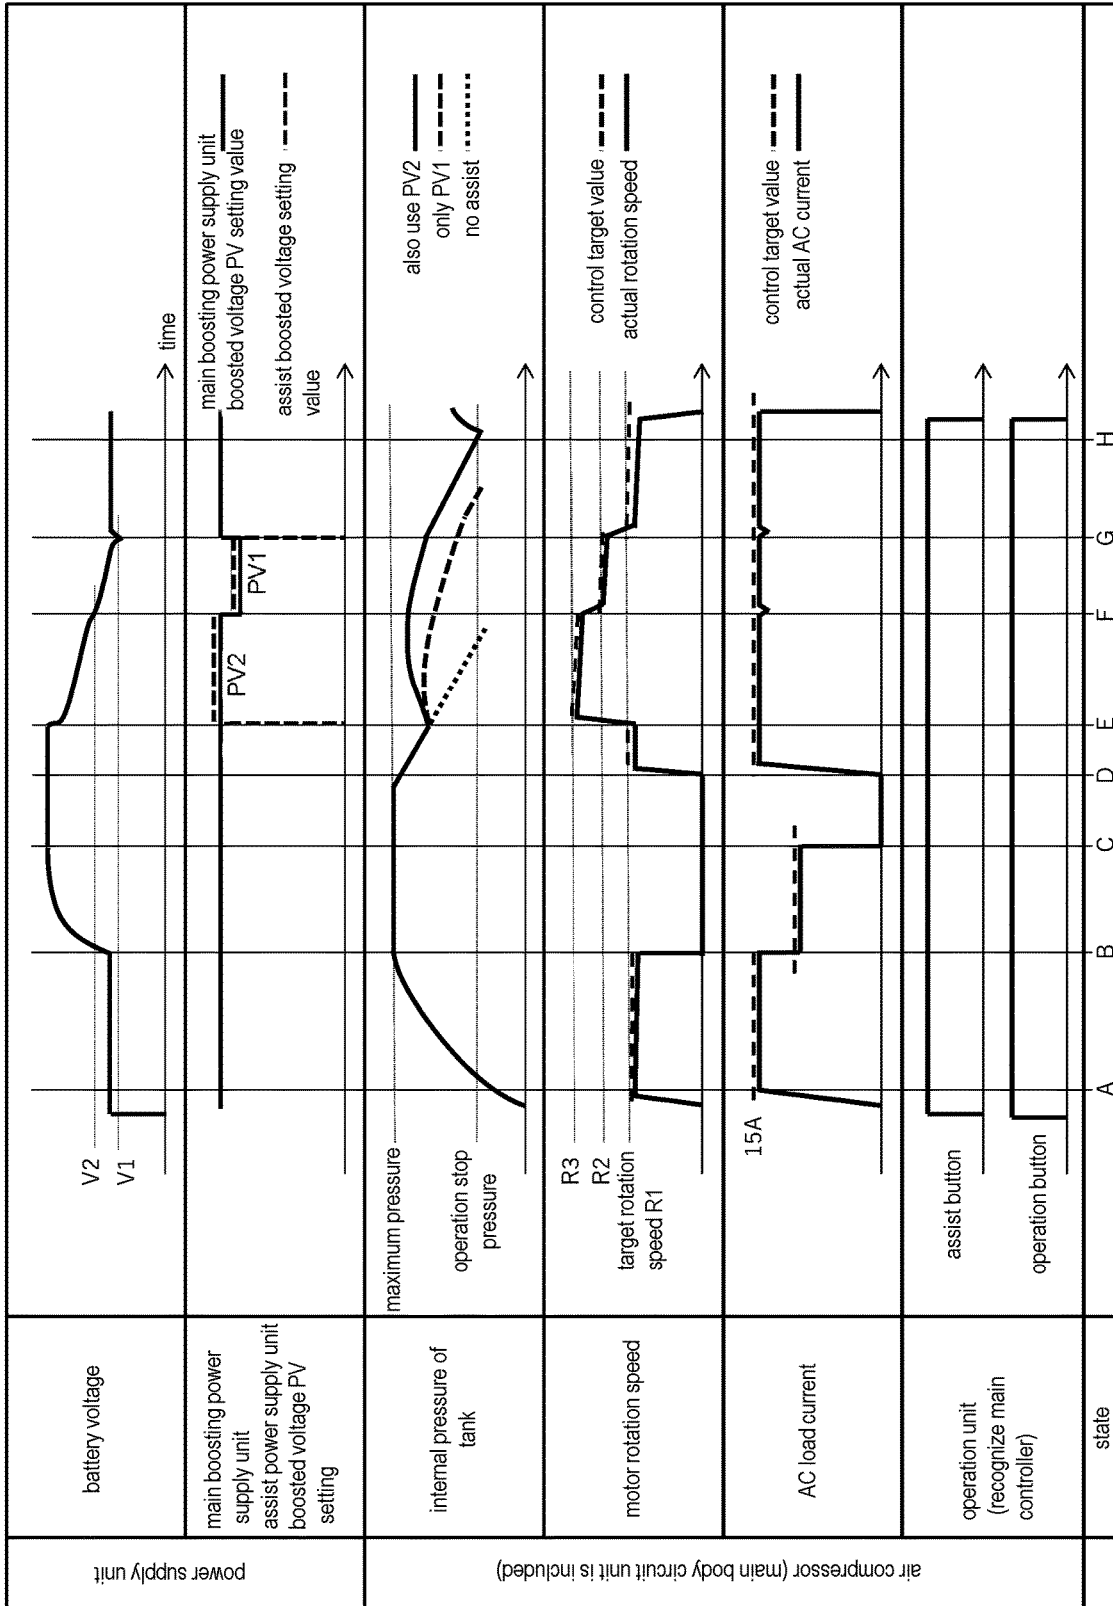 power supply unit
battery voltage
V2
V1
time
main boosting power
supply unit
assist power supply unit
boosted voltage PV
setting
PV2
PV1
main boosting power supply unit
boosted voltage PV setting value
assist boosted voltage setting
value
air compressor (main body circuit unit is included)
internal pressure of
tank
maximum pressure
operation stop
pressure
also use PV2
only PV1
no assist
motor rotation speed
R3
R2
target rotation
speed R1
control target value
actual rotation speed
AC load current
15A
control target value
actual AC current
operation unit
(recognize main
controller)
assist button
operation button
state
A
B
C
D
E
F
G
H